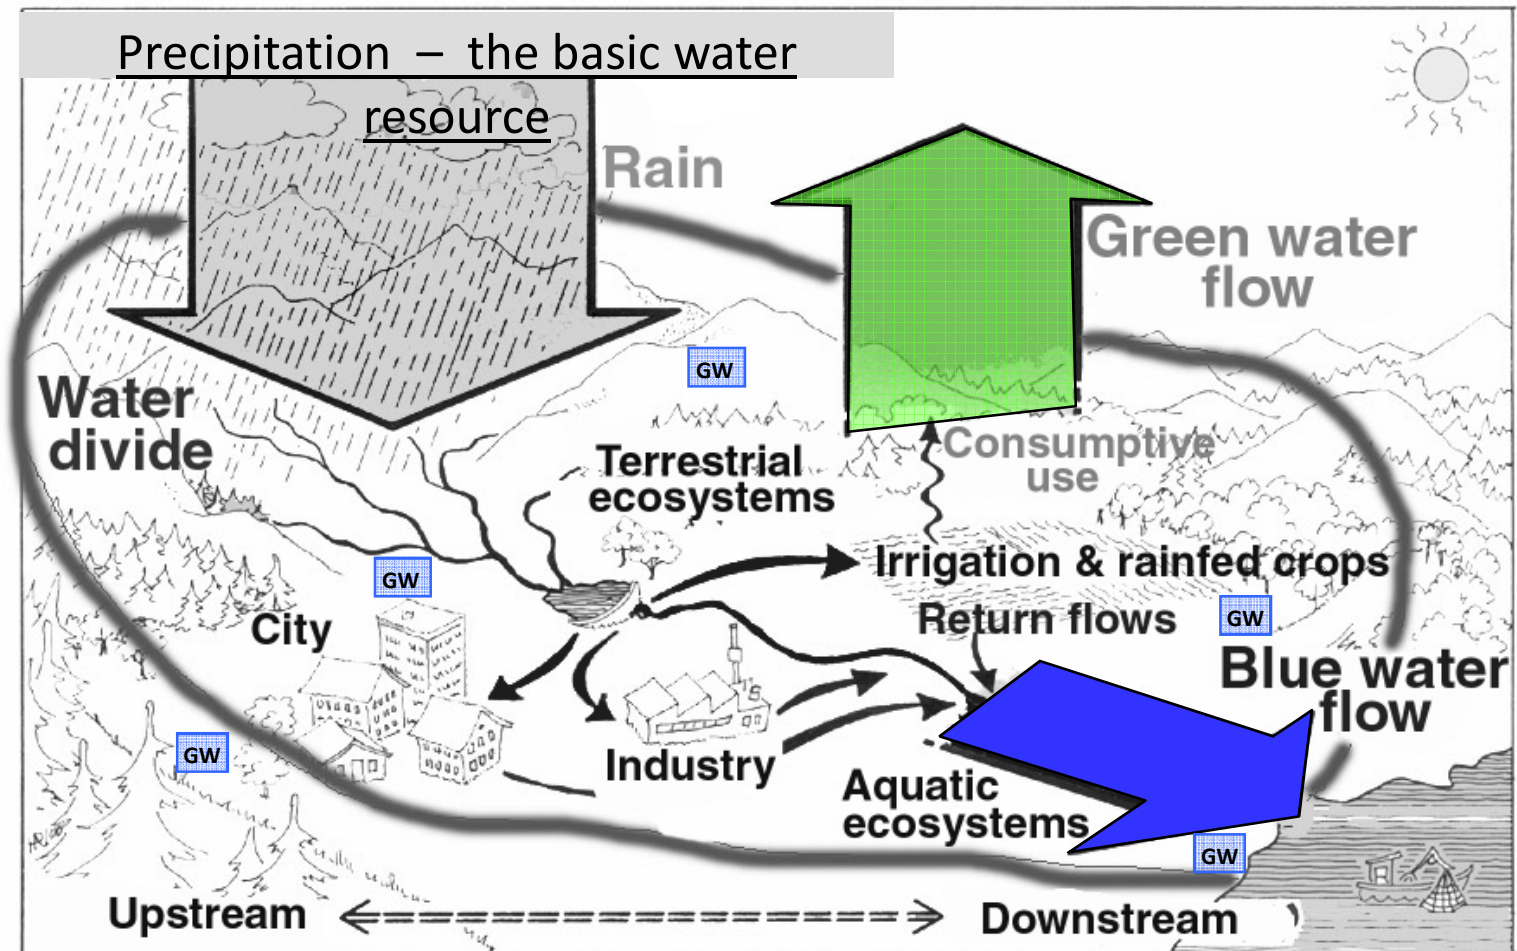 Precipitation – the basic water
resource
Rain
Green water
flow
GW
Water
divide
Consumptive
use
Terrestrial
ecosystems
Irrigation & rainfed crops
GW
GW
Return flows
City
Blue water
flow
GW
Industry
Aquatic
ecosystems
GW
Upstream
Downstream